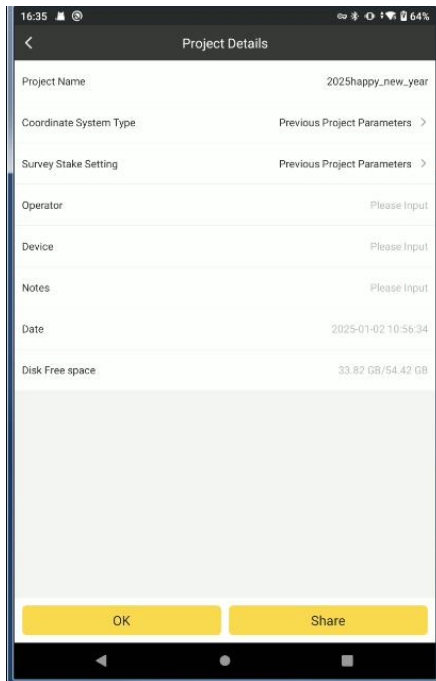 16:35 64%
Project Details
Project Name 2025happy_new_year
Coordinate System Type Previous Project Parameters >
Survey Stake Setting Previous Project Parameters >
Operator Please Input
Device Please Input
Notes Please Input
Date 2025-01-02 10:56:34
Disk Free space 33.82 GB/54.42 GB
OK Share